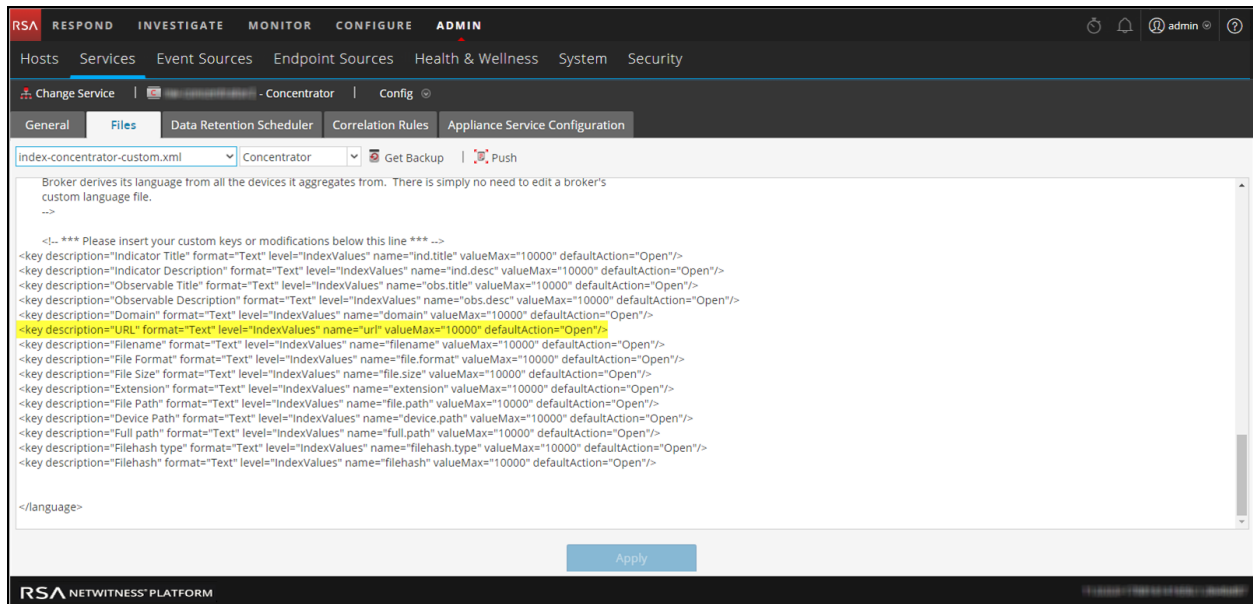 RSA RESPOND INVESTIGATE MONITOR CONFIGURE ADMIN admin
Hosts Services Event Sources Endpoint Sources Health & Wellness System Security
Change Service | - Concentrator | Config
General Files Data Retention Scheduler Correlation Rules Appliance Service Configuration
index-concentrator-custom.xml Concentrator Get Backup | Push
Broker derives its language from all the devices it aggregates from. There is simply no need to edit a broker's
custom language file.
-->
<!-- *** Please insert your custom keys or modifications below this line *** -->
<key description="Indicator Title" format="Text" level="IndexValues" name="ind.title" valueMax="10000" defaultAction="Open"/>
<key description="Indicator Description" format="Text" level="IndexValues" name="ind.desc" valueMax="10000" defaultAction="Open"/>
<key description="Observable Title" format="Text" level="IndexValues" name="obs.title" valueMax="10000" defaultAction="Open"/>
<key description="Observable Description" format="Text" level="IndexValues" name="obs.desc" valueMax="10000" defaultAction="Open"/>
<key description="Domain" format="Text" level="IndexValues" name="domain" valueMax="10000" defaultAction="Open"/>
<key description="URL" format="Text" level="IndexValues" name="url" valueMax="10000" defaultAction="Open"/>
<key description="Filename" format="Text" level="IndexValues" name="filename" valueMax="10000" defaultAction="Open"/>
<key description="File Format" format="Text" level="IndexValues" name="file.format" valueMax="10000" defaultAction="Open"/>
<key description="File Size" format="Text" level="IndexValues" name="file.size" valueMax="10000" defaultAction="Open"/>
<key description="Extension" format="Text" level="IndexValues" name="extension" valueMax="10000" defaultAction="Open"/>
<key description="File Path" format="Text" level="IndexValues" name="file.path" valueMax="10000" defaultAction="Open"/>
<key description="Device Path" format="Text" level="IndexValues" name="device.path" valueMax="10000" defaultAction="Open"/>
<key description="Full path" format="Text" level="IndexValues" name="full.path" valueMax="10000" defaultAction="Open"/>
<key description="Filehash type" format="Text" level="IndexValues" name="filehash.type" valueMax="10000" defaultAction="Open"/>
<key description="Filehash" format="Text" level="IndexValues" name="filehash" valueMax="10000" defaultAction="Open"/>
</language>
Apply
RSA NETWITNESS® PLATFORM